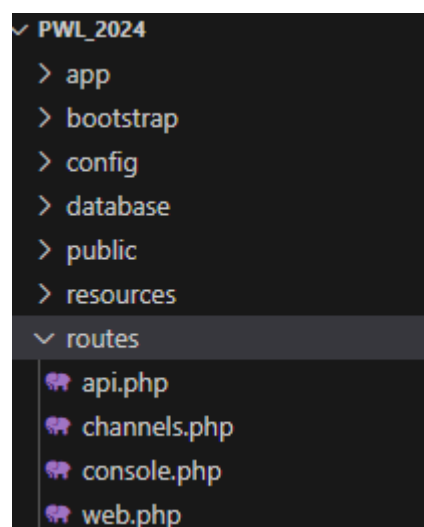 PWL_2024
app
bootstrap
config
database
public
resources
routes
api.php
channels.php
console.php
web.php